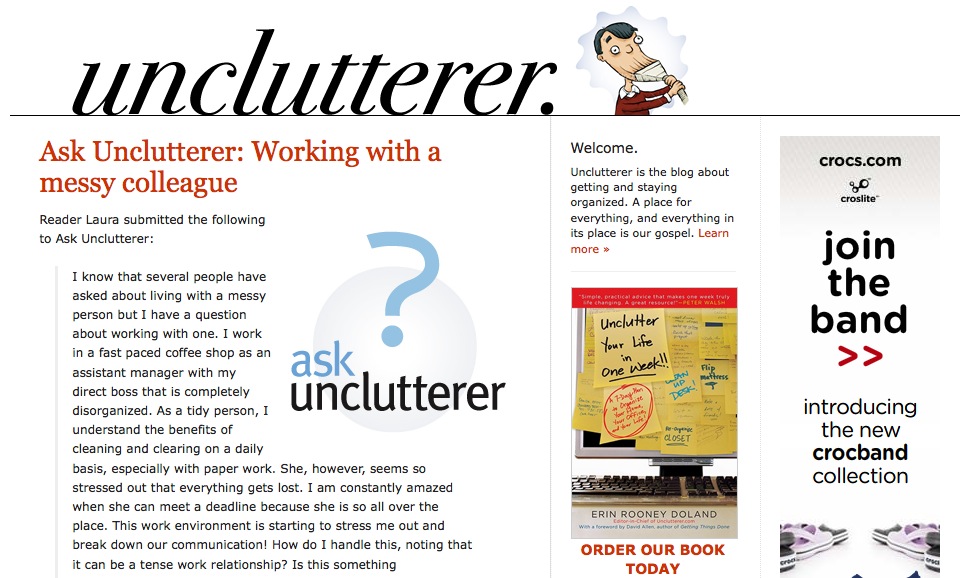 unclutterer.
Ask Unclutterer: Working with a
messy colleague
Reader Laura submitted the following
to Ask Unclutterer:
I know that several people have
asked about living with a messy
person but I have a question
about working with one. I work
in a fast paced coffee shop as an
assistant manager with my
direct boss that is completely
disorganized. As a tidy person, I
understand the benefits of
cleaning and clearing on a daily
basis, especially with paper work. She, however, seems so
stressed out that everything gets lost. I am constantly amazed
when she can meet a deadline because she is so all over the
place. This work environment is starting to stress me out and
break down our communication! How do I handle this, noting that
it can be a tense work relationship? Is this something
?
ask
unclutterer
Welcome.
Unclutterer is the blog about
getting and staying
organized. A place for
everything, and everything in
its place is our gospel. Learn
more »
"Simple, practical advice that makes one week truly
life changing. A great resource!"—PETER WALSH
Unclutter
Your Life
in
One Week!!
A 7-Day Plan
to Organize
Your Home,
Your Office,
and Your Life!
CLEAN
UP
DESK!
Flip
mattress
re-organize
CLOSET
ERIN ROONEY DOLAND
Editor-in-Chief of Unclutterer.com
With a foreword by David Allen, author of Getting Things Done
ORDER OUR BOOK
TODAY
crocs.com
croslite™
join
the
band
>>
introducing
the new
crocband
collection